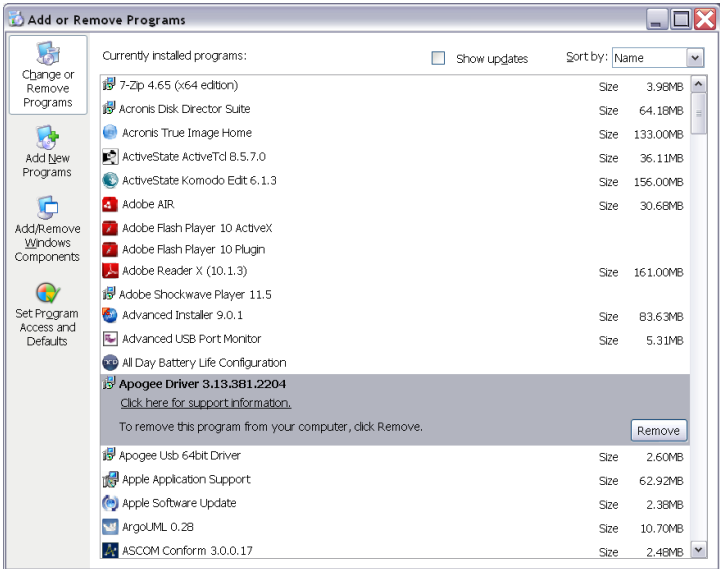 Add or Remove Programs
Change or
Remove
Programs
Add New
Programs
Add/Remove
Windows
Components
Set Program
Access and
Defaults
Currently installed programs: Show updates Sort by: Name
7-Zip 4.65 (x64 edition) Size 3.98MB
Acronis Disk Director Suite Size 64.18MB
Acronis True Image Home Size 133.00MB
ActiveState ActiveTcl 8.5.7.0 Size 36.11MB
ActiveState Komodo Edit 6.1.3 Size 156.00MB
Adobe AIR Size 30.68MB
Adobe Flash Player 10 ActiveX
Adobe Flash Player 10 Plugin
Adobe Reader X (10.1.3) Size 161.00MB
Adobe Shockwave Player 11.5
Advanced Installer 9.0.1 Size 83.63MB
Advanced USB Port Monitor Size 5.31MB
All Day Battery Life Configuration
Apogee Driver 3.13.381.2204
Click here for support information.
To remove this program from your computer, click Remove. Remove
Apogee Usb 64bit Driver Size 2.60MB
Apple Application Support Size 62.92MB
Apple Software Update Size 2.38MB
ArgoUML 0.28 Size 10.70MB
ASCOM Conform 3.0.0.17 Size 2.48MB